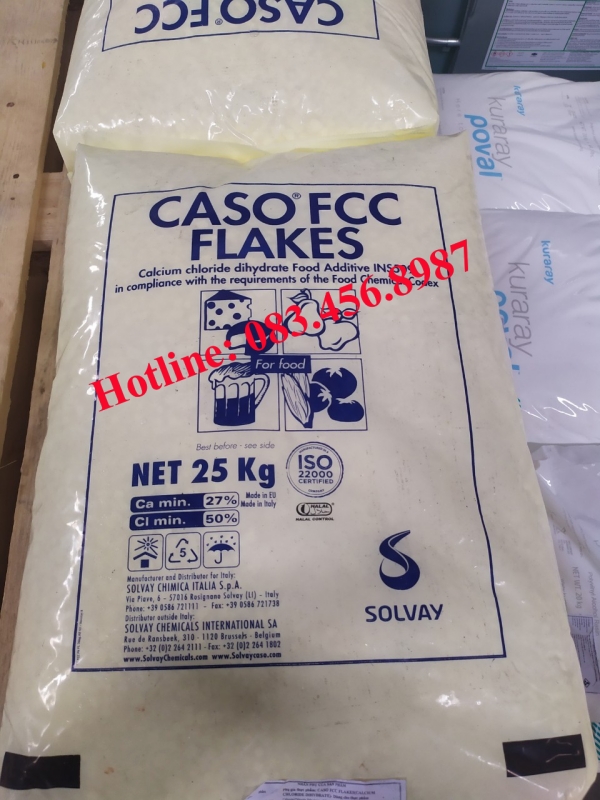 CASO® FCC
kuraray
poval
CASO® FCC
FLAKES
Calcium chloride dihydrate Food Additive INS509
in compliance with the requirements of the Food Chemical Codex
Hotline: 083.456.8987
For food
kuraray
kuraray
Best before - see side
NET 25 Kg
Ca min. 27%
Cl min. 50%
Made in EU
Made in Italy
ISO
22000
CERTIFIED
HALAL
HALAL CONTROL
5
Manufacturer and Distributor for Italy:
SOLVAY CHIMICA ITALIA S.p.A.
Via Piave, 6 - 57016 Rosignano Solvay (LI) - Italy
Phone: +39 0586 721111 - Fax: +39 0586 721738
Distributor outside Italy:
SOLVAY CHEMICALS INTERNATIONAL SA
Rue de Ransbeek, 310 - 1120 Brussels - Belgium
Phone: +32 (0)2 264 2111 - Fax: +32 (0)2 264 1802
www.SolvayChemicals.com www.Solvaycaso.com
SOLVAY